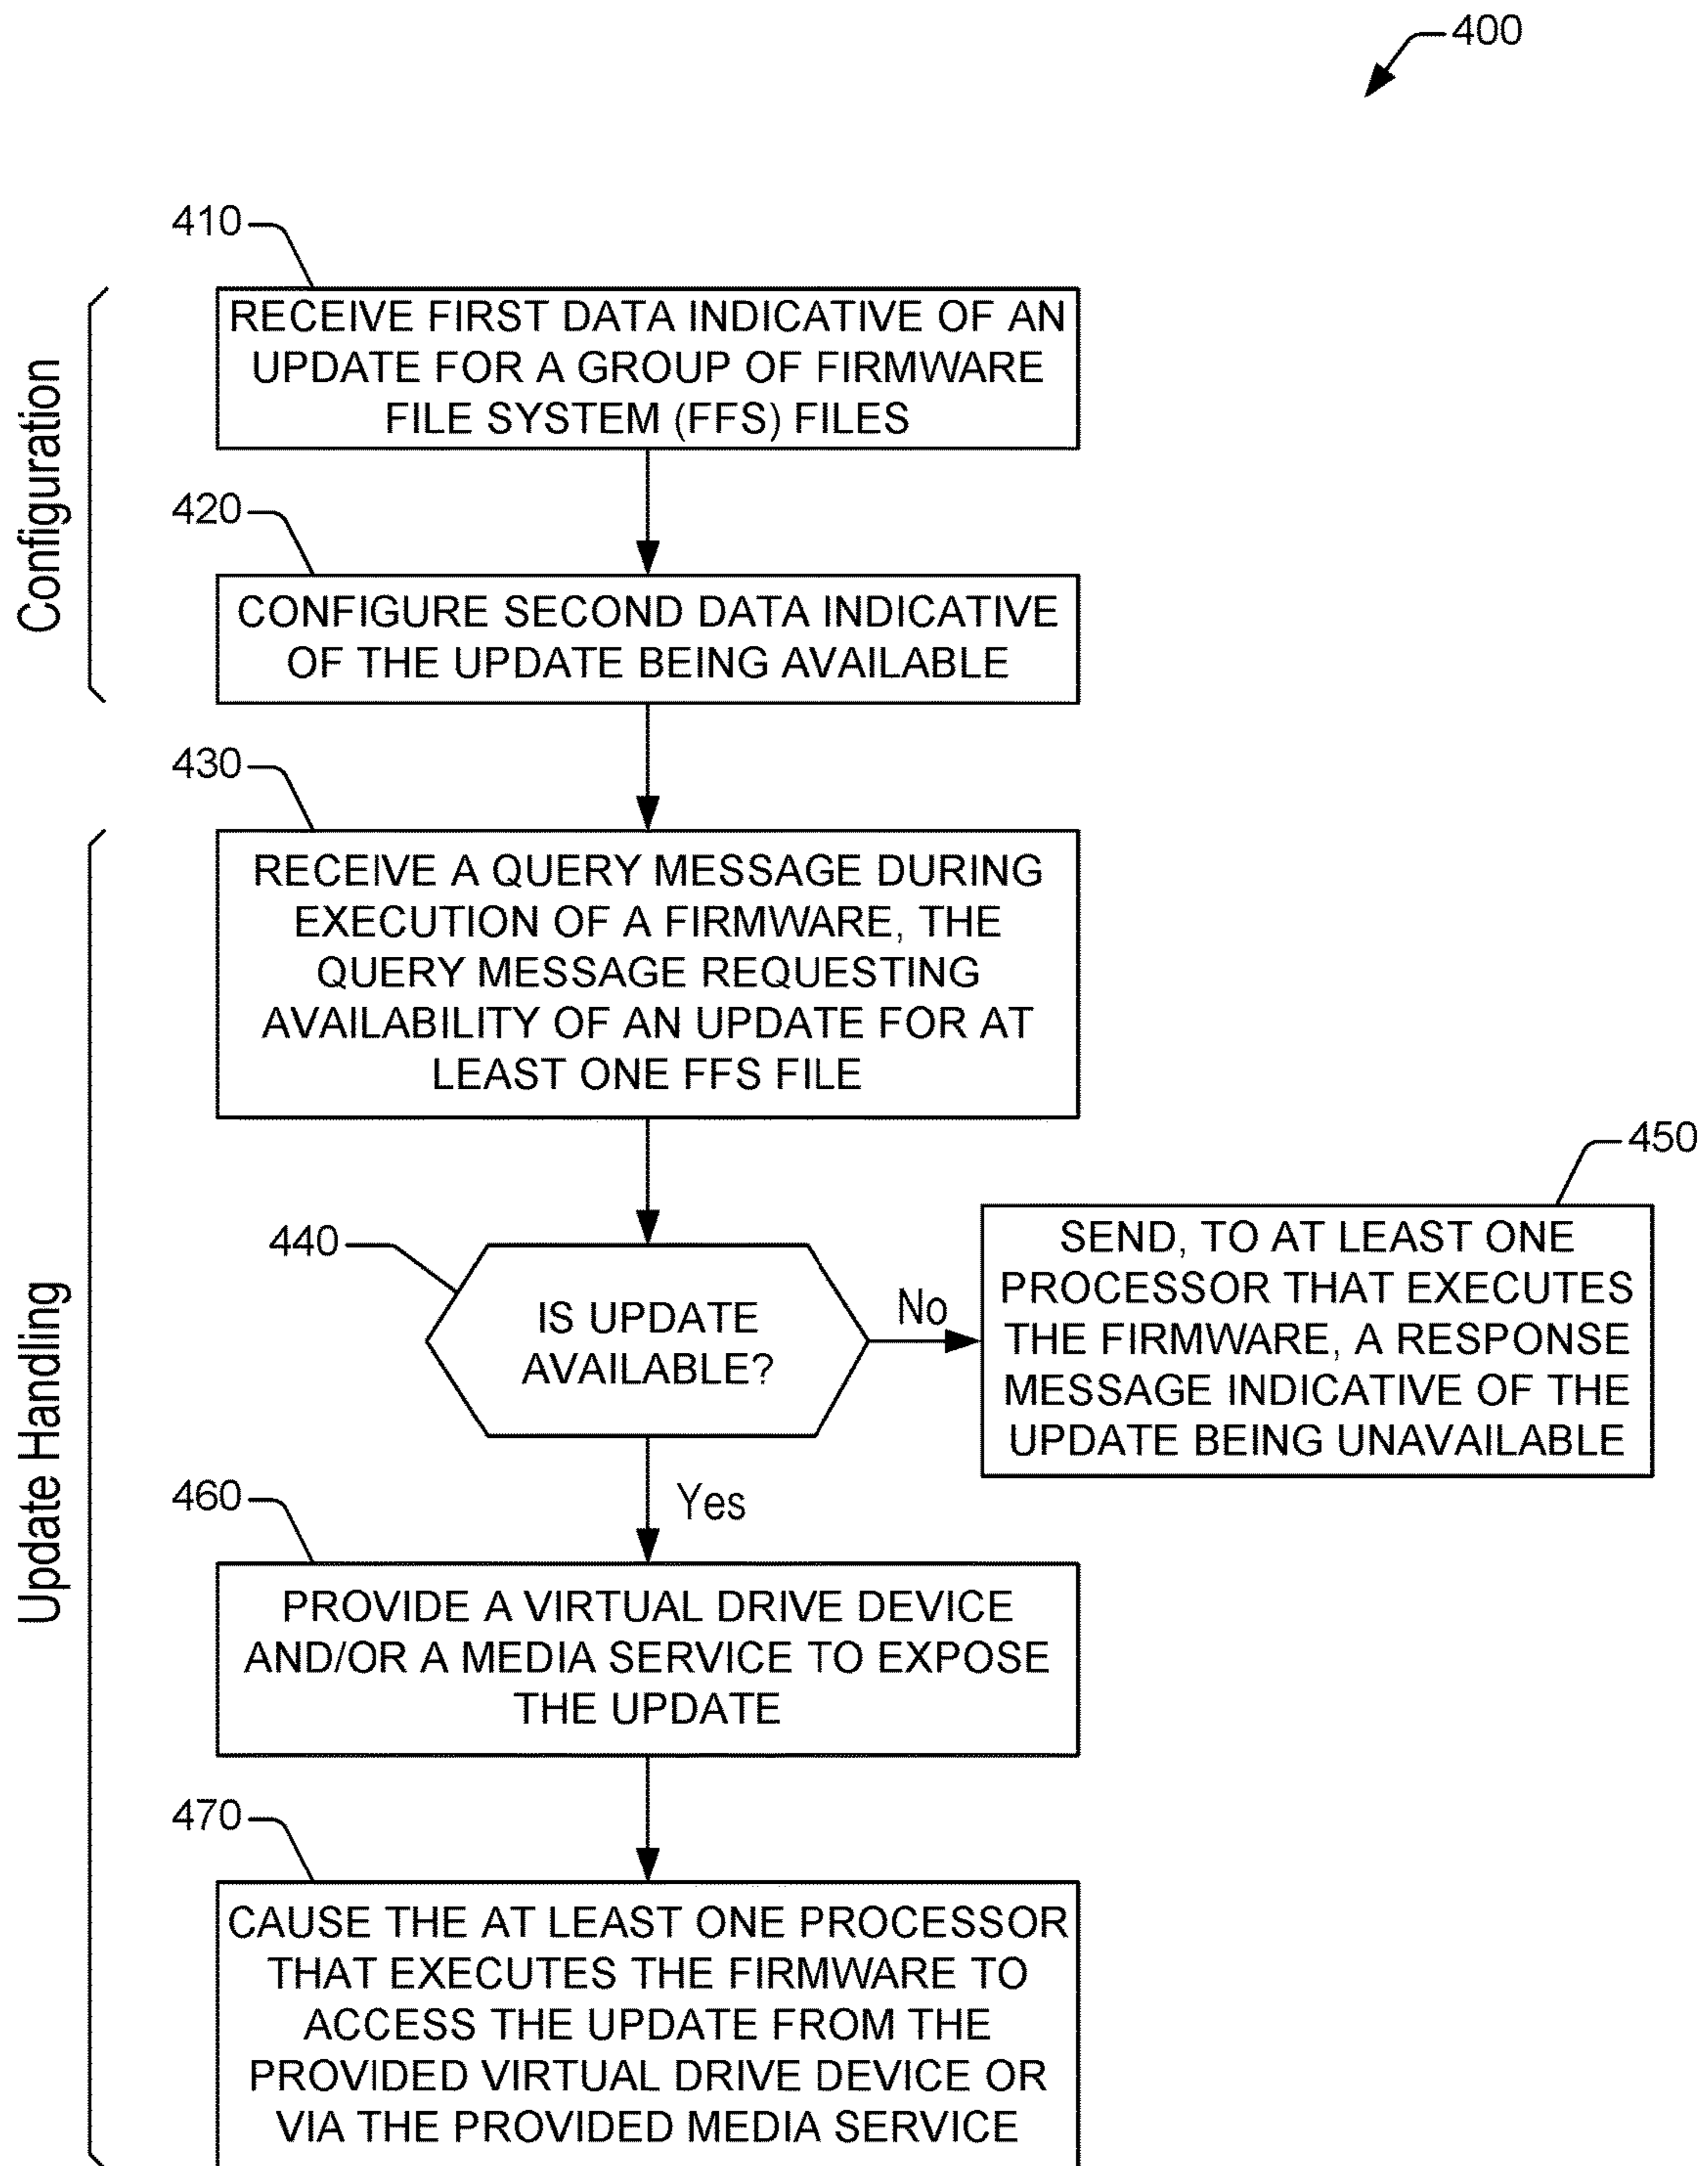 400
410
RECEIVE FIRST DATA INDICATIVE OF AN
UPDATE FOR A GROUP OF FIRMWARE
FILE SYSTEM (FFS) FILES
Configuration
420
CONFIGURE SECOND DATA INDICATIVE
OF THE UPDATE BEING AVAILABLE
430
RECEIVE A QUERY MESSAGE DURING
EXECUTION OF A FIRMWARE, THE
QUERY MESSAGE REQUESTING
AVAILABILITY OF AN UPDATE FOR AT
LEAST ONE FFS FILE
Update Handling
440
IS UPDATE
AVAILABLE?
No
450
SEND, TO AT LEAST ONE
PROCESSOR THAT EXECUTES
THE FIRMWARE, A RESPONSE
MESSAGE INDICATIVE OF THE
UPDATE BEING UNAVAILABLE
Yes
460
PROVIDE A VIRTUAL DRIVE DEVICE
AND/OR A MEDIA SERVICE TO EXPOSE
THE UPDATE
470
CAUSE THE AT LEAST ONE PROCESSOR
THAT EXECUTES THE FIRMWARE TO
ACCESS THE UPDATE FROM THE
PROVIDED VIRTUAL DRIVE DEVICE OR
VIA THE PROVIDED MEDIA SERVICE